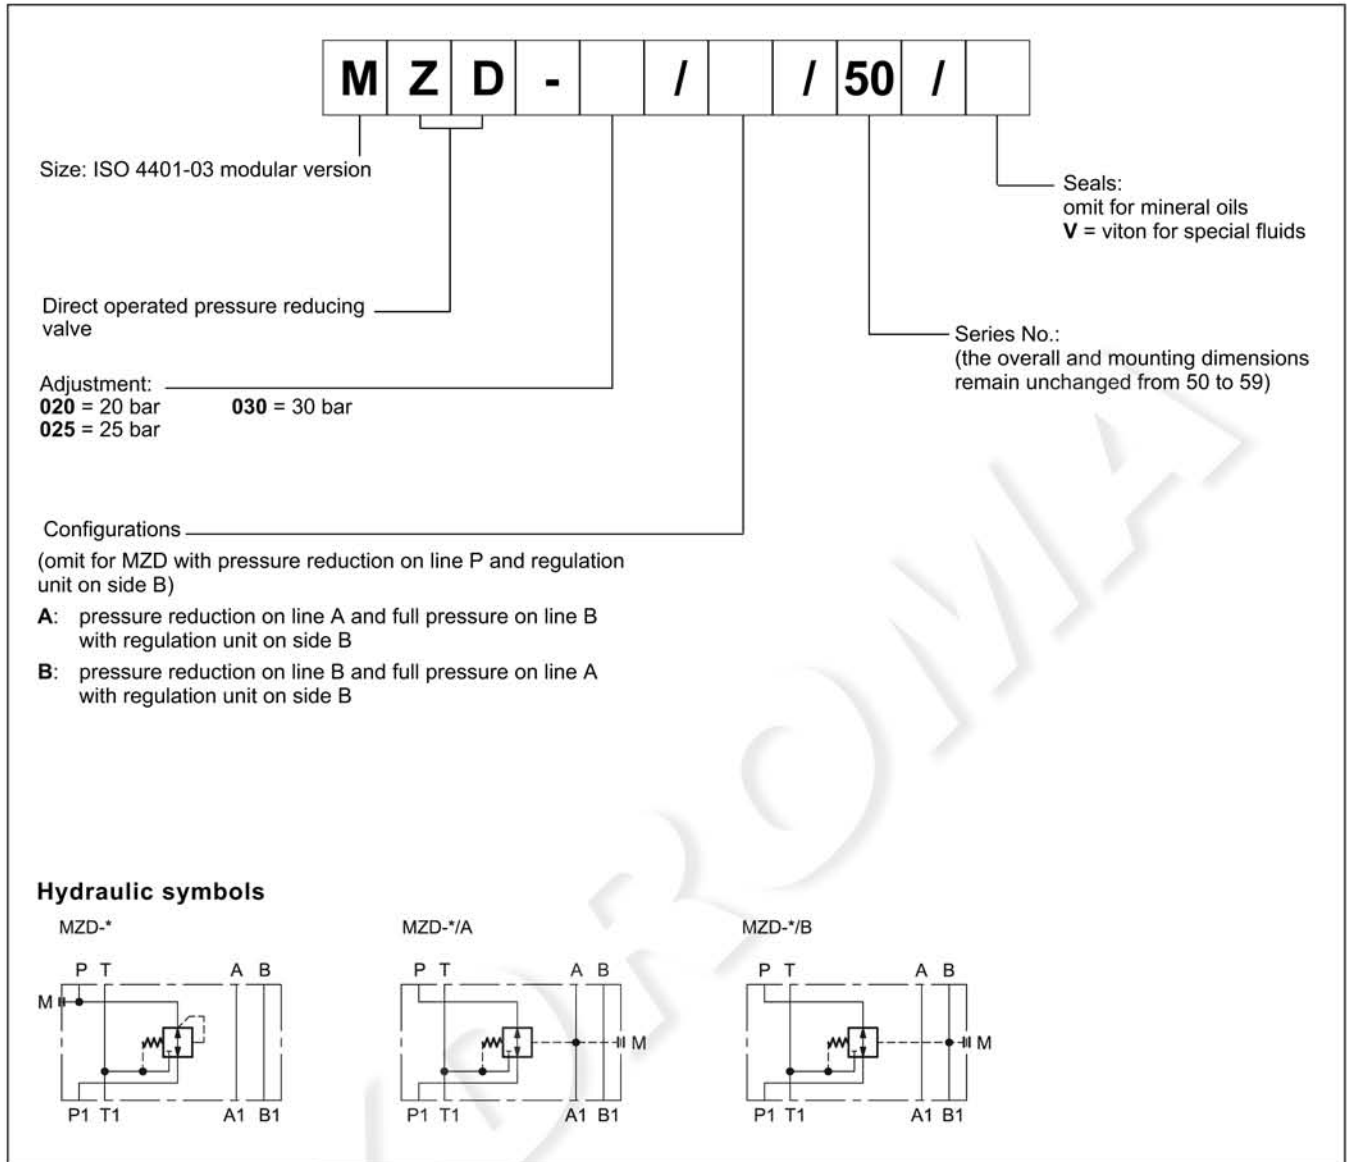 M Z D - / / 50 /
Size: ISO 4401-03 modular version
Seals:
omit for mineral oils
V = viton for special fluids
Direct operated pressure reducing
valve
Series No.:
(the overall and mounting dimensions
remain unchanged from 50 to 59)
Adjustment:
020 = 20 bar 030 = 30 bar
025 = 25 bar
Configurations
(omit for MZD with pressure reduction on line P and regulation
unit on side B)
A: pressure reduction on line A and full pressure on line B
with regulation unit on side B
B: pressure reduction on line B and full pressure on line A
with regulation unit on side B
Hydraulic symbols
MZD-* MZD-*/A MZD-*/B
P T A B P T A B P T A B
M M M
P1 T1 A1 B1 P1 T1 A1 B1 P1 T1 A1 B1
DROMA